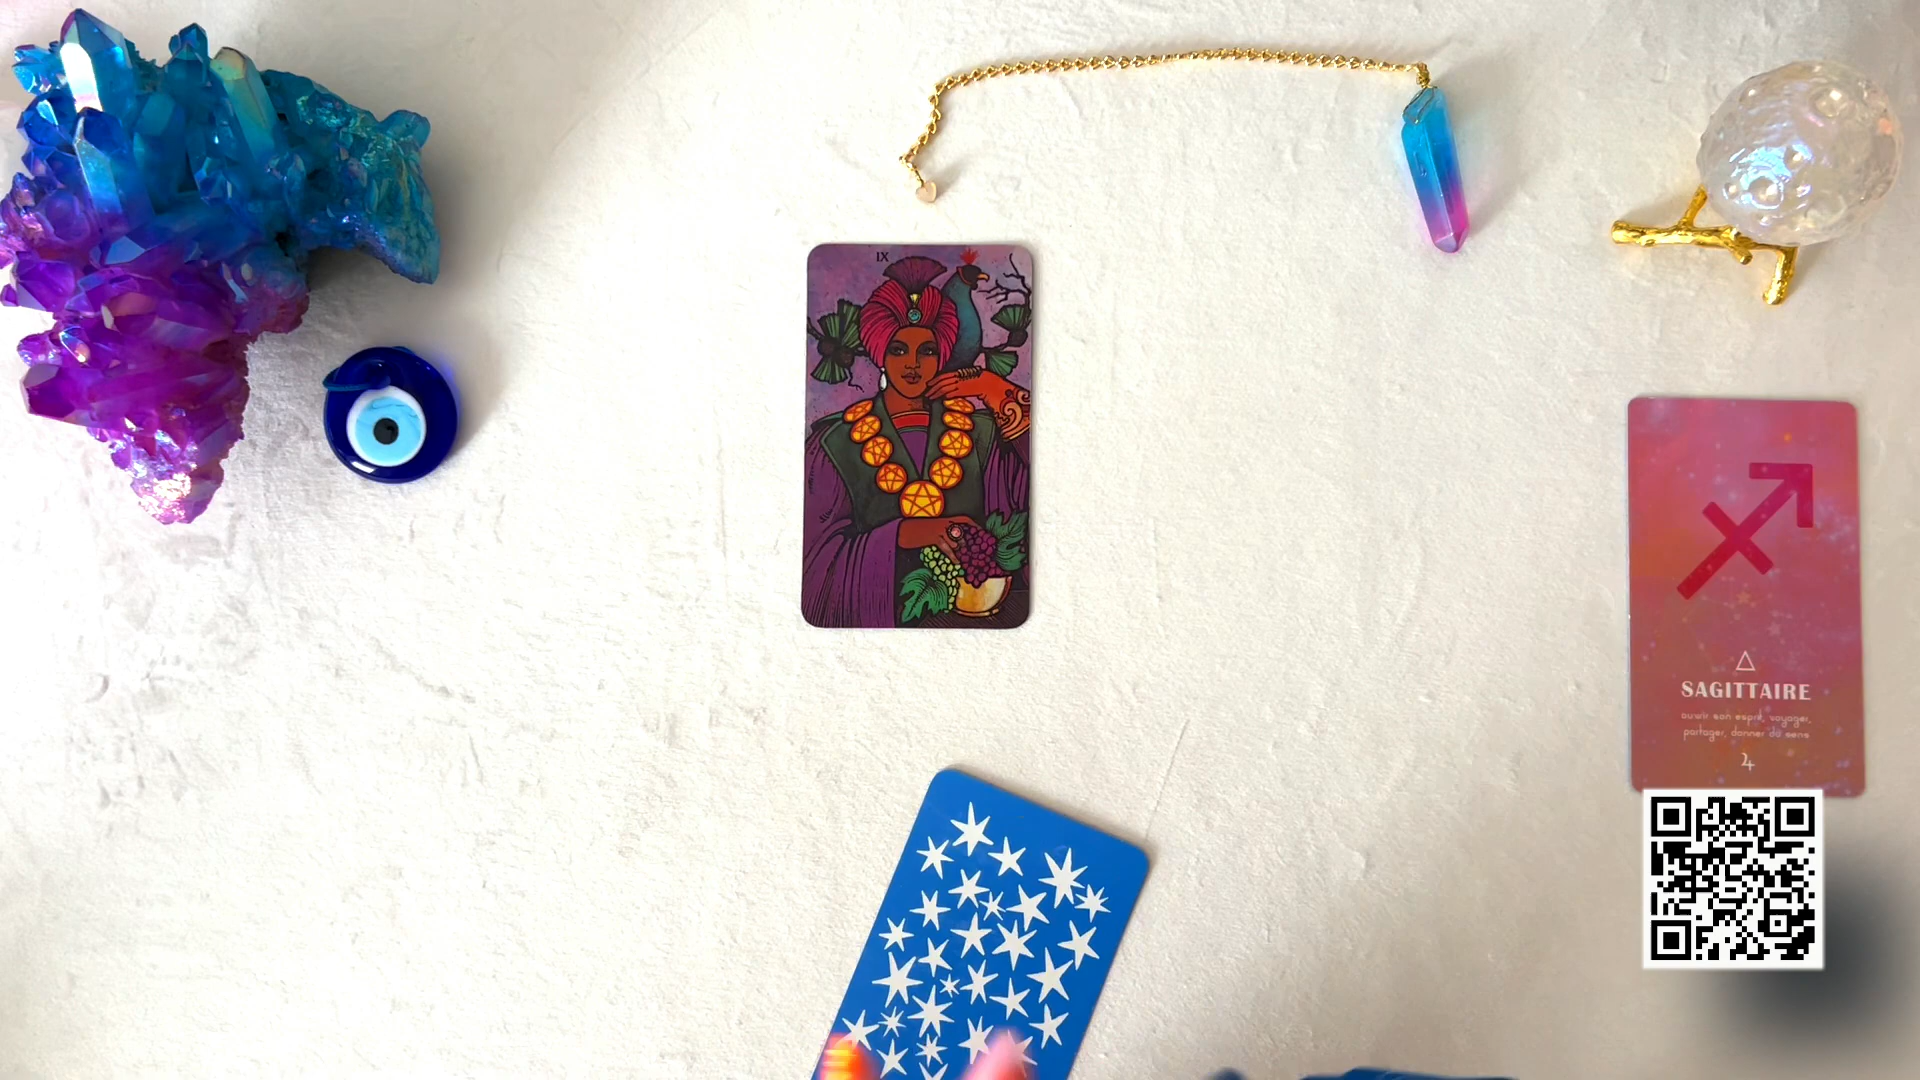 IX
SAGITTAIRE
ouvrir son esprit, voyager,
partager, donner du sens